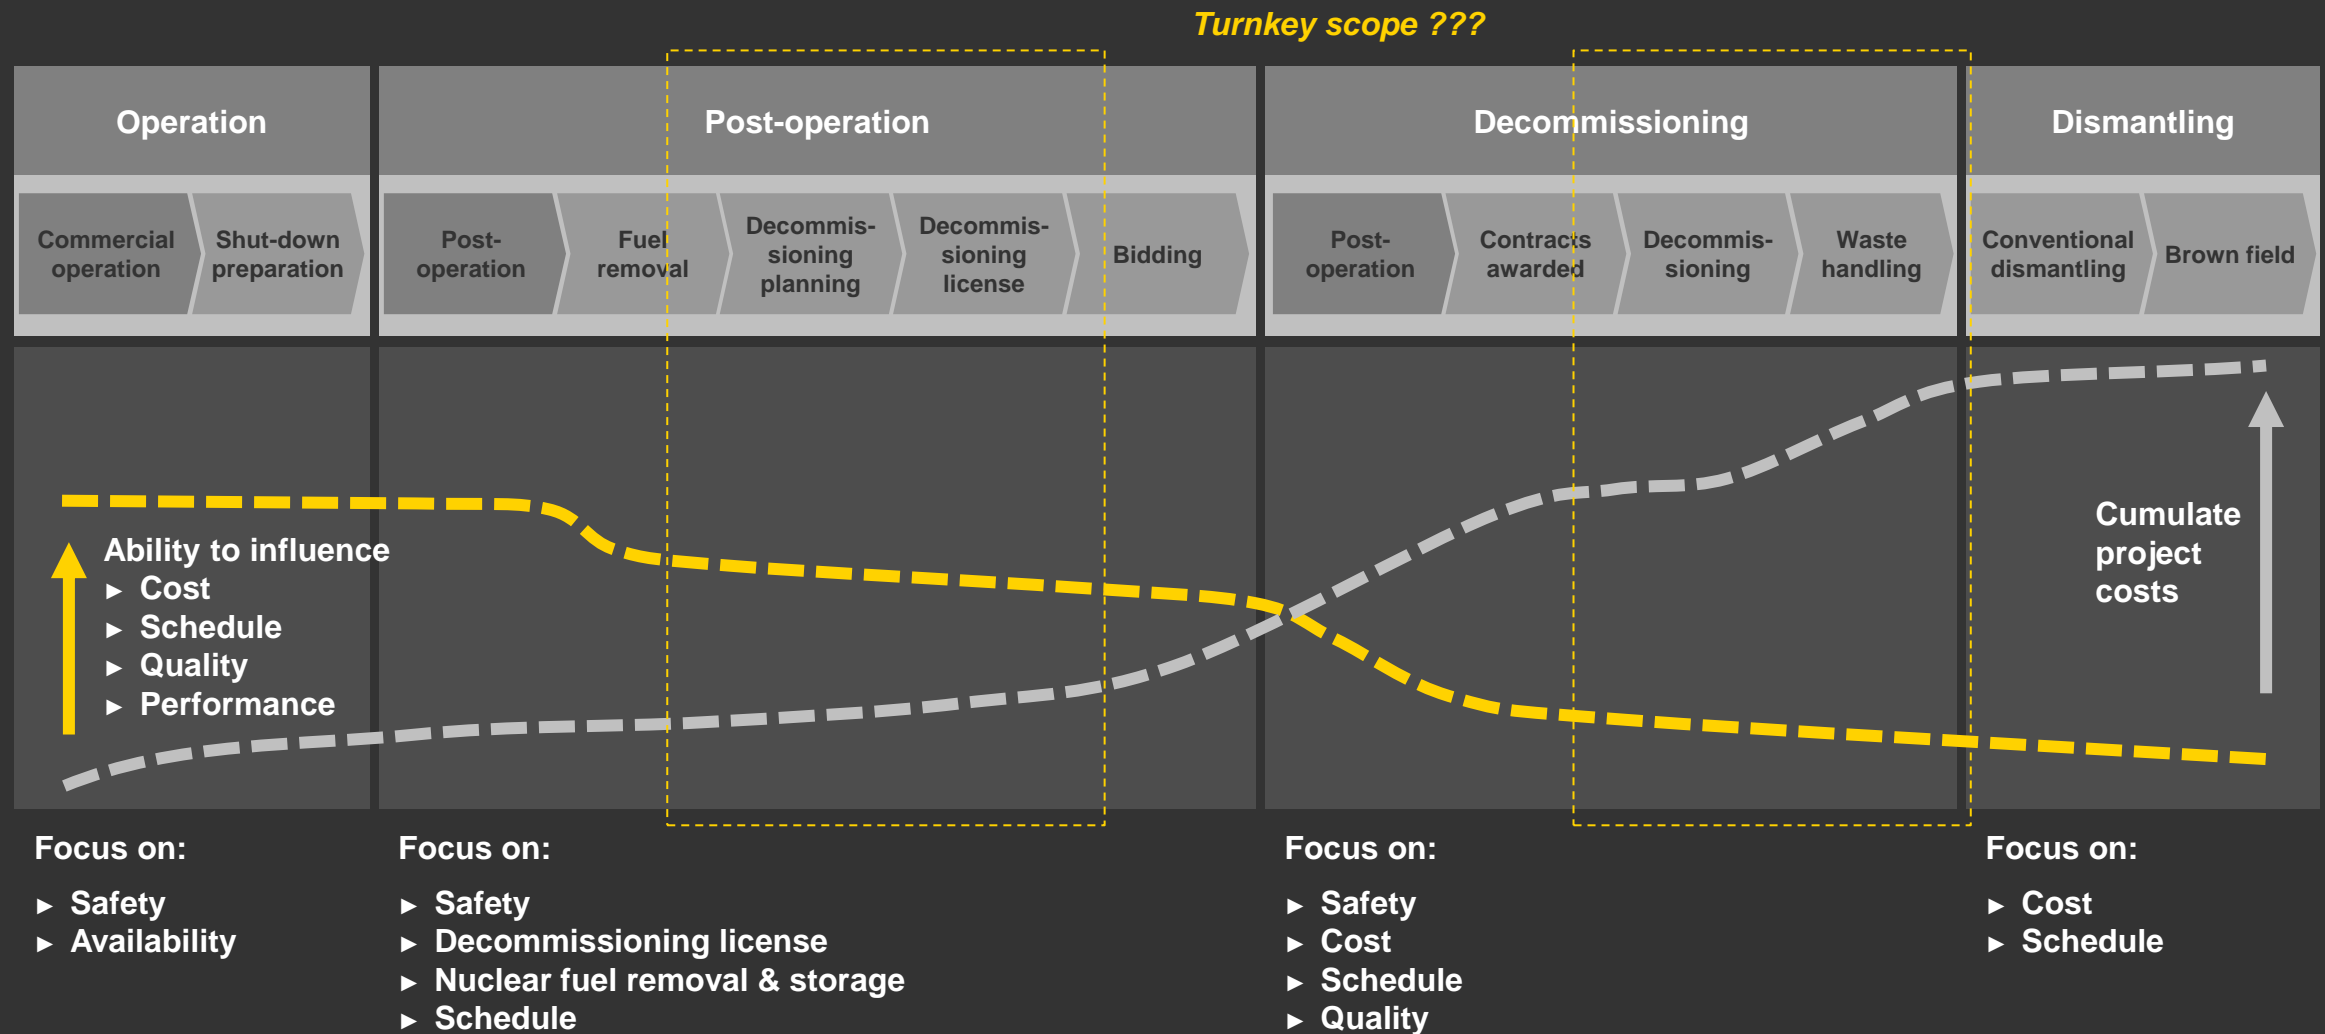 Turnkey scope ???
Operation
Post-operation
Decommissioning
Dismantling
Commercial
operation
Shut-down
preparation
Post-
operation
Fuel
removal
Decommis-
sioning
planning
Decommis-
sioning
license
Bidding
Post-
operation
Contracts
awarded
Decommis-
sioning
Waste
handling
Conventional
dismantling
Brown field
Ability to influence
► Cost
► Schedule
► Quality
► Performance
Cumulate
project
costs
Focus on:
► Safety
► Availability
Focus on:
► Safety
► Decommissioning license
► Nuclear fuel removal & storage
► Schedule
Focus on:
► Safety
► Cost
► Schedule
► Quality
Focus on:
► Cost
► Schedule